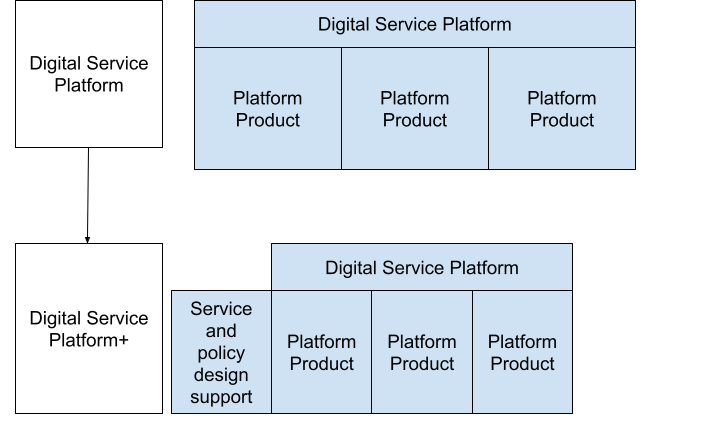 Digital Service
Platform
Digital Service Platform
Platform
Product
Platform
Product
Platform
Product
Digital Service
Platform+
Digital Service Platform
Service
and
policy
design
support
Platform
Product
Platform
Product
Platform
Product